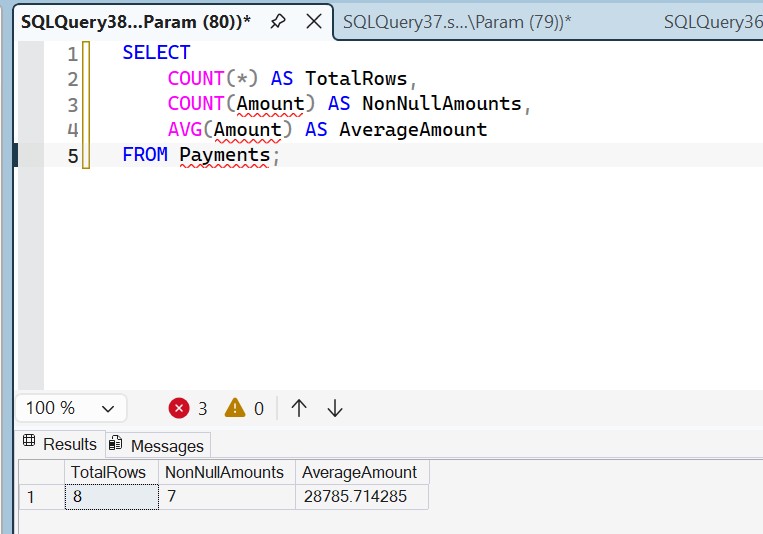 SQLQuery38...Param (80))* SQLQuery37.s...\Param (79))* SQLQuery36
1 SELECT
2 COUNT(*) AS TotalRows,
3 COUNT(Amount) AS NonNullAmounts,
4 AVG(Amount) AS AverageAmount
5 FROM Payments;
100 % 3 0
Results Messages
TotalRows NonNullAmounts AverageAmount
1 8 7 28785.714285